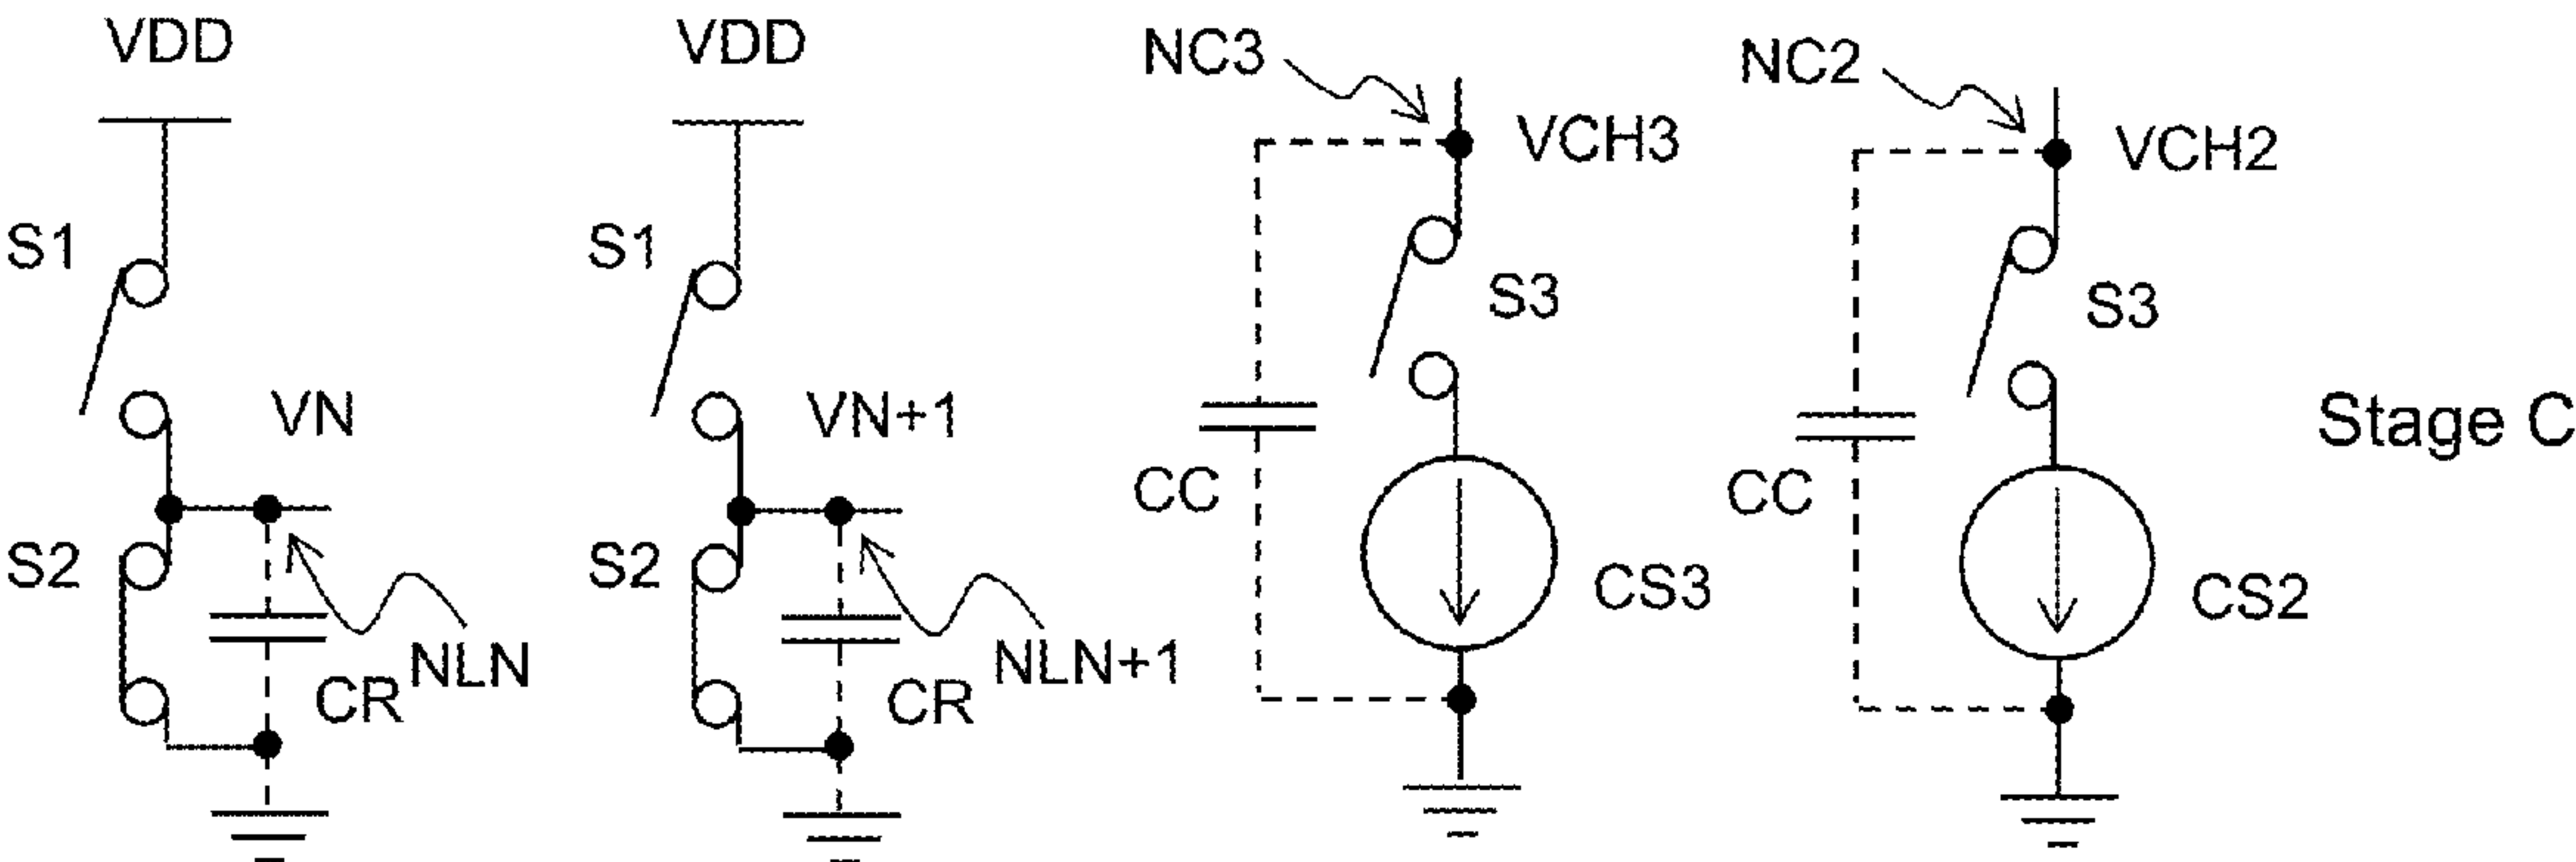 VDD
VDD
NC3
NC2
VCH3
VCH2
S1
S1
S3
S3
VN
VN+1
Stage C
CC
CC
S2
S2
CS3
CS2
NLN
NLN+1
CR
CR